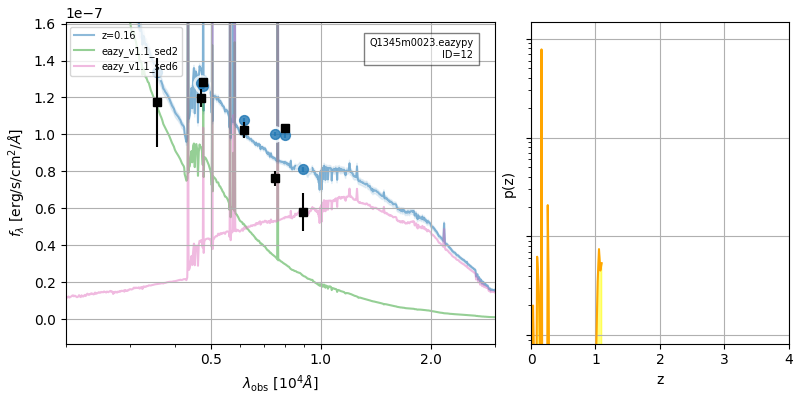 1e−7
1.6
1.4
1.2
1.0
0.8
0.6
0.4
0.2
0.0
fλ [erg/s/cm²/Å]
z=0.16
eazy_v1.1_sed2
eazy_v1.1_sed6
Q1345m0023.eazypy
ID=12
0.5
1.0
2.0
λobs [10⁴Å]
p(z)
0
1
2
3
4
z